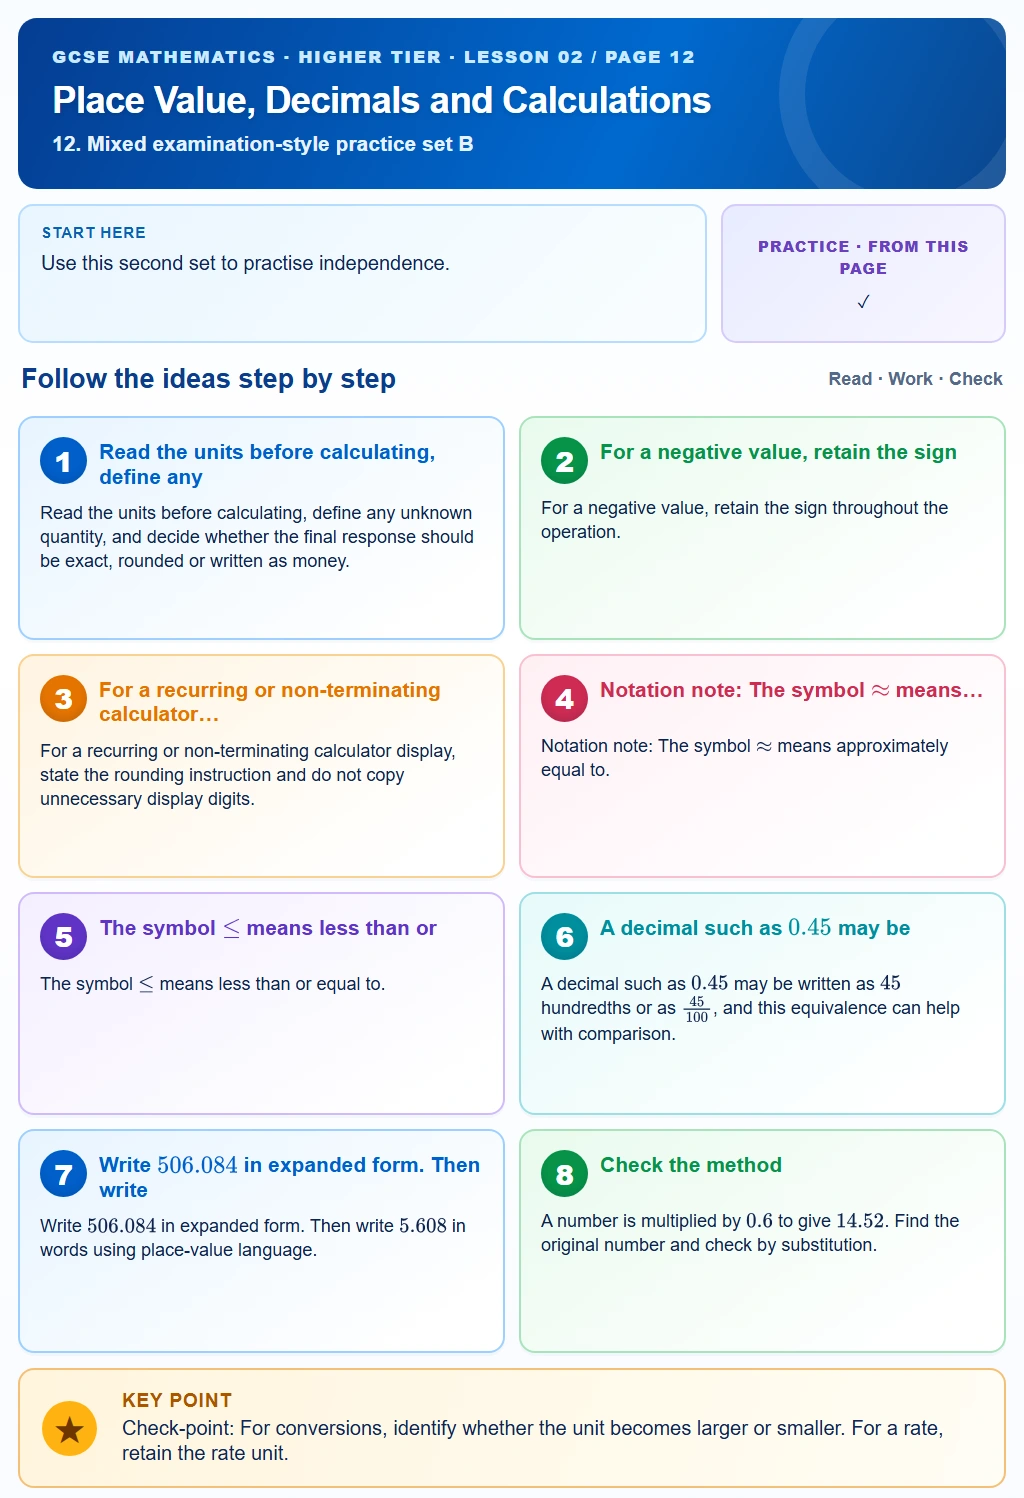 GCSE MATHEMATICS · HIGHER TIER · LESSON 02 / PAGE 12
Place Value, Decimals and Calculations
12. Mixed examination-style practice set B
START HERE
Use this second set to practise independence.
PRACTICE · FROM THIS
PAGE
✓
Follow the ideas step by step
Read · Work · Check
1
Read the units before calculating,
define any
Read the units before calculating, define any unknown
quantity, and decide whether the final response should
be exact, rounded or written as money.
2
For a negative value, retain the sign
For a negative value, retain the sign throughout the
operation.
3
For a recurring or non-terminating
calculator…
For a recurring or non-terminating calculator display,
state the rounding instruction and do not copy
unnecessary display digits.
4
Notation note: The symbol ≈ means…
Notation note: The symbol ≈ means approximately
equal to.
5
The symbol ≤ means less than or
The symbol ≤ means less than or equal to.
6
A decimal such as 0.45 may be
A decimal such as 0.45 may be written as 45
hundredths or as 45/100, and this equivalence can help
with comparison.
7
Write 506.084 in expanded form. Then
write
Write 506.084 in expanded form. Then write 5.608 in
words using place-value language.
8
Check the method
A number is multiplied by 0.6 to give 14.52. Find the
original number and check by substitution.
KEY POINT
Check-point: For conversions, identify whether the unit becomes larger or smaller. For a rate,
retain the rate unit.